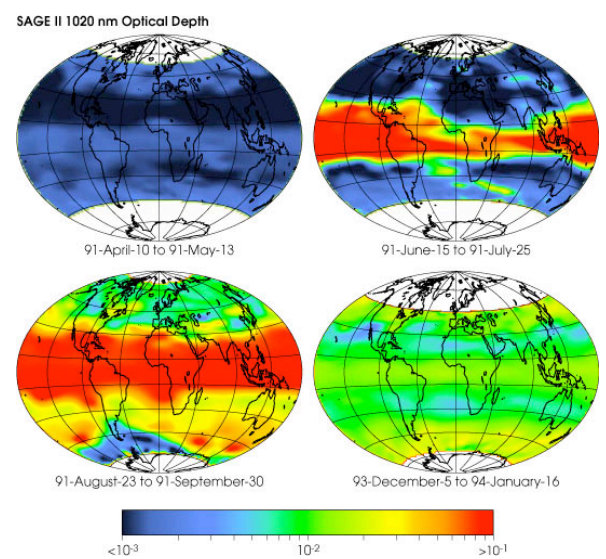 SAGE II 1020 nm Optical Depth
91-April-10 to 91-May-13
91-June-15 to 91-July-25
91-August-23 to 91-September-30
93-December-5 to 94-January-16
<10⁻³ 10⁻² >10⁻¹